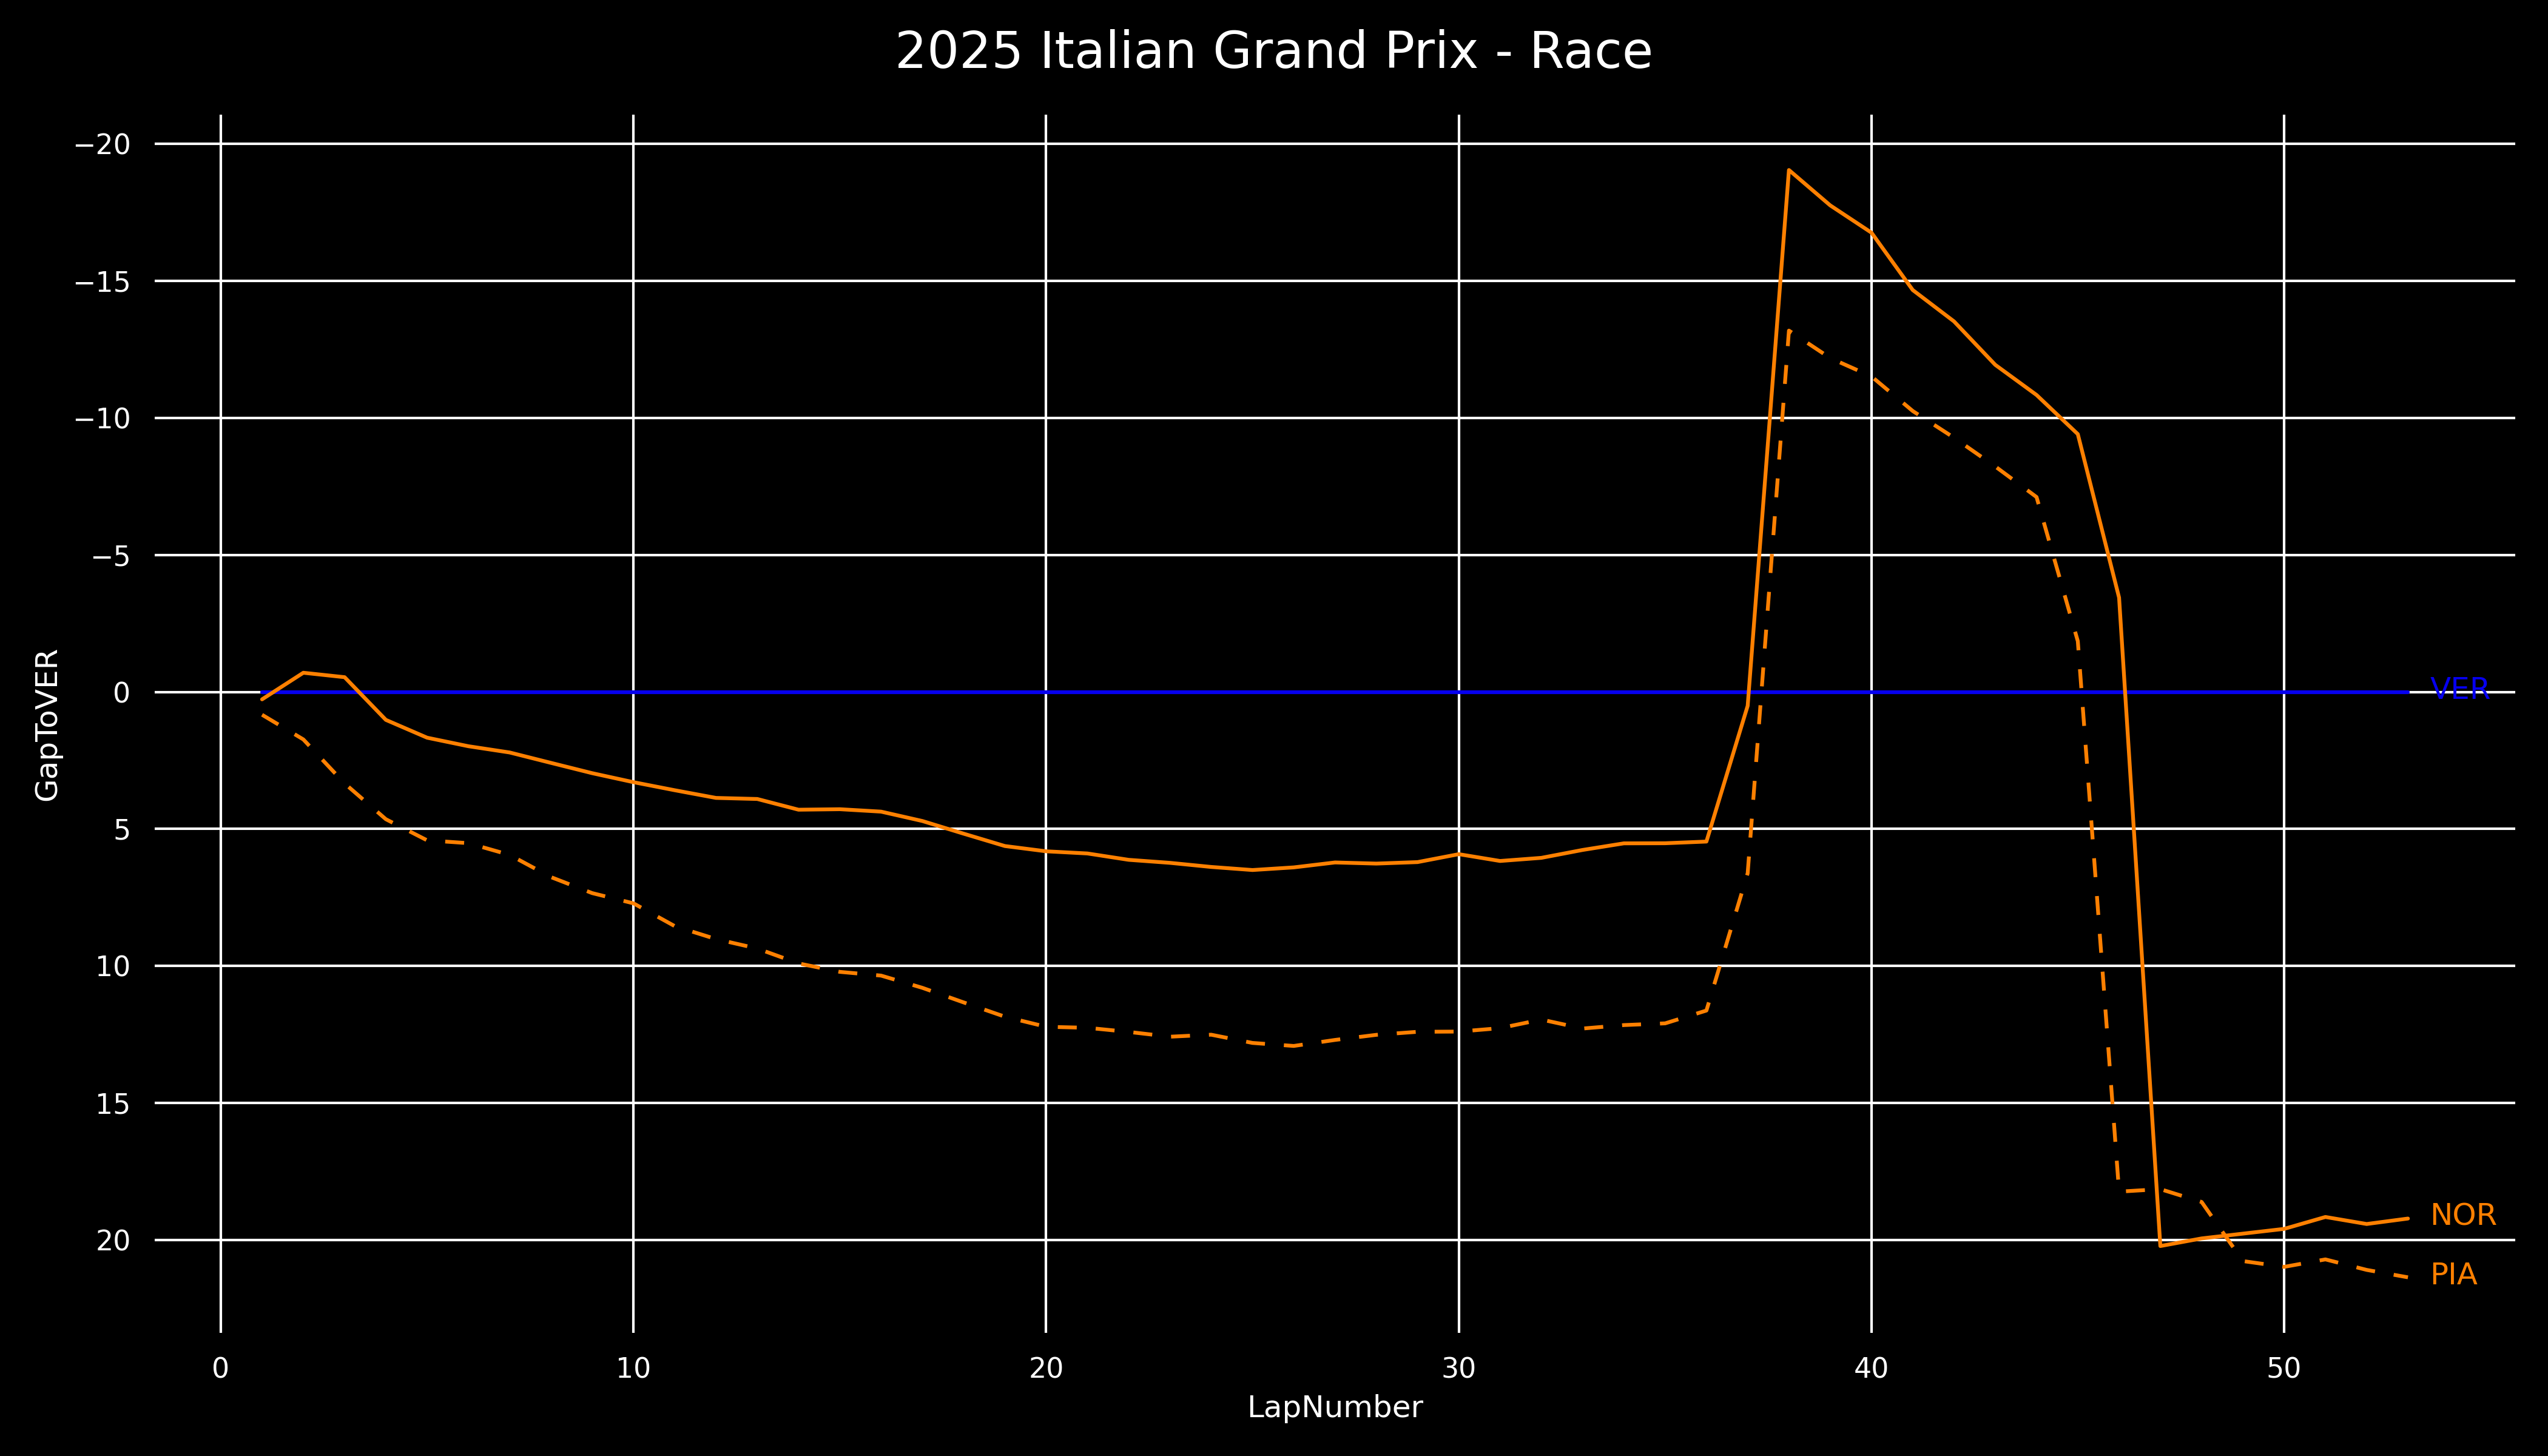 2025 Italian Grand Prix - Race
−20
−15
−10
−5
0
5
10
15
20
GapToVER
VER
NOR
PIA
0 10 20 30 40 50
LapNumber